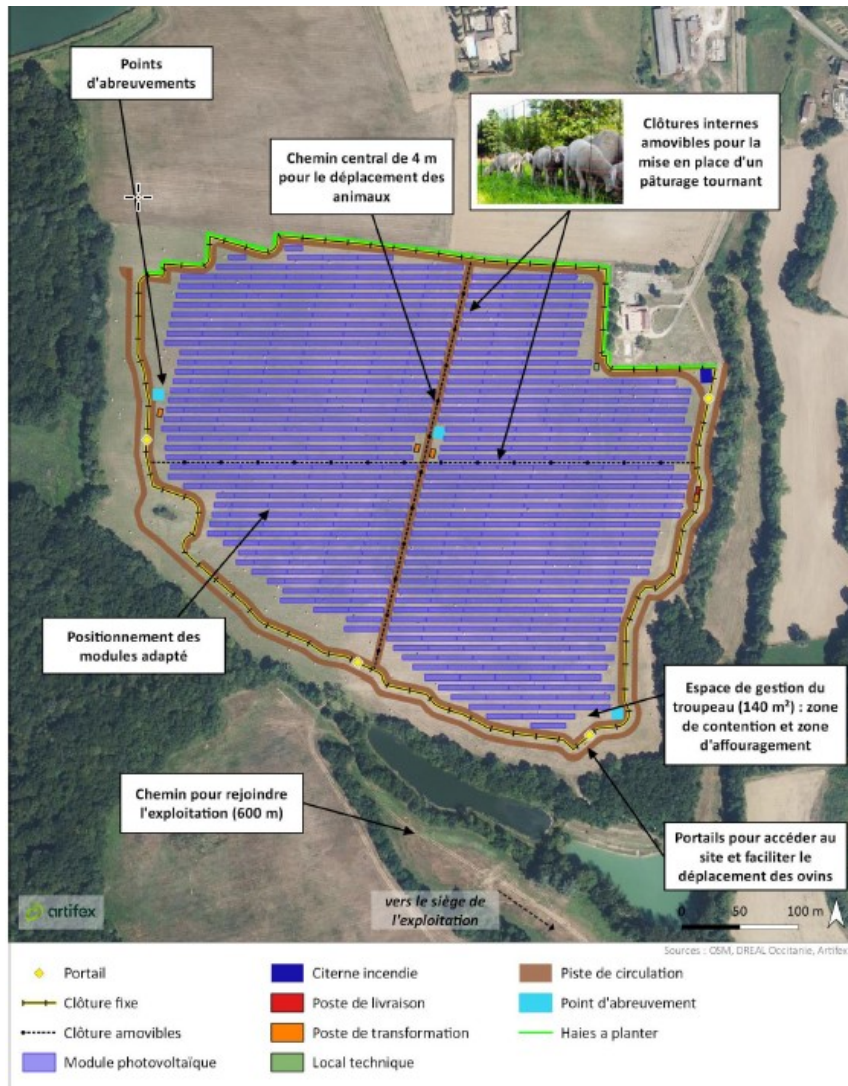 Points
d'abreuvements
Chemin central de 4 m
pour le déplacement des
animaux
Clôtures internes
amovibles pour la
mise en place d'un
pâturage tournant
Positionnement des
modules adapté
Espace de gestion du
troupeau (140 m²) : zone
de contention et zone
d'affouragement
Chemin pour rejoindre
l'exploitation (600 m)
Portails pour accéder au
site et faciliter le
déplacement des ovins
vers le siège de
l'exploitation
artifex
0 50 100 m
Sources : OSM, DREAL Occitanie, Artifex
Portail
Clôture fixe
Clôture amovibles
Module photovoltaïque
Citerne incendie
Poste de livraison
Poste de transformation
Local technique
Piste de circulation
Point d'abreuvement
Haies a planter